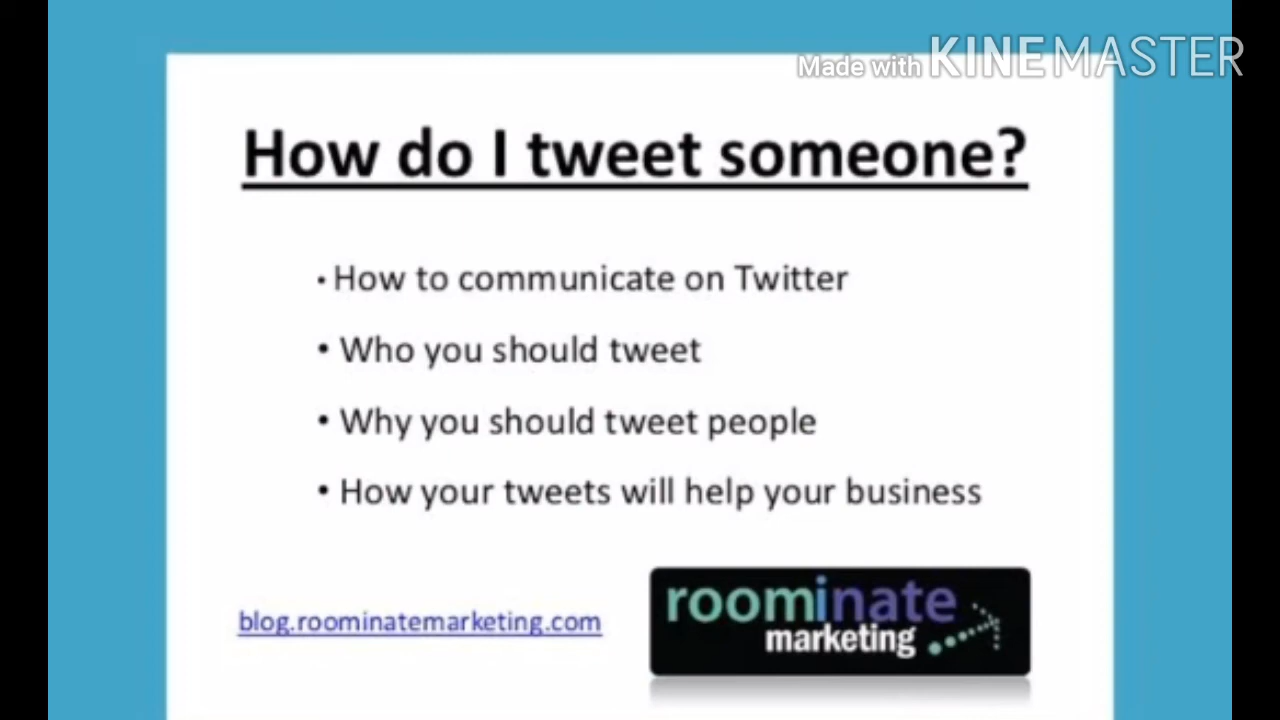 Made with KINEMASTER
How do I tweet someone?
• How to communicate on Twitter
• Who you should tweet
• Why you should tweet people
• How your tweets will help your business
blog.roominatemarketing.com
roominate
marketing